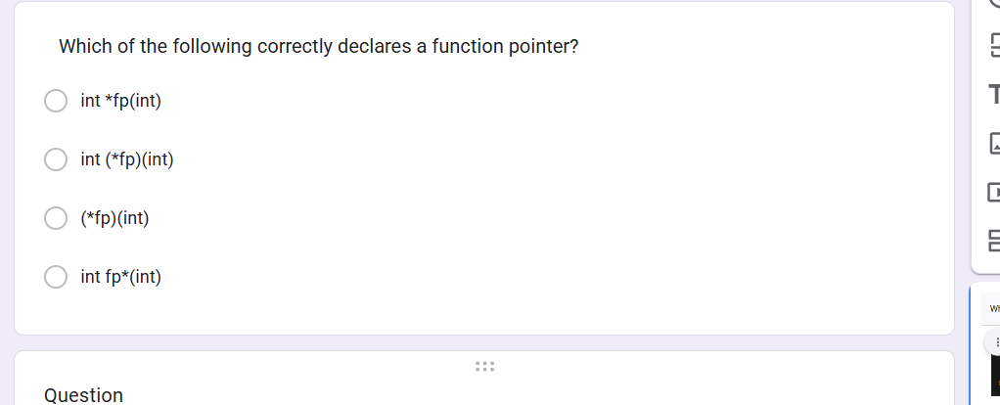 Which of the following correctly declares a function pointer?
int *fp(int)
int (*fp)(int)
(*fp)(int)
int fp*(int)
Question